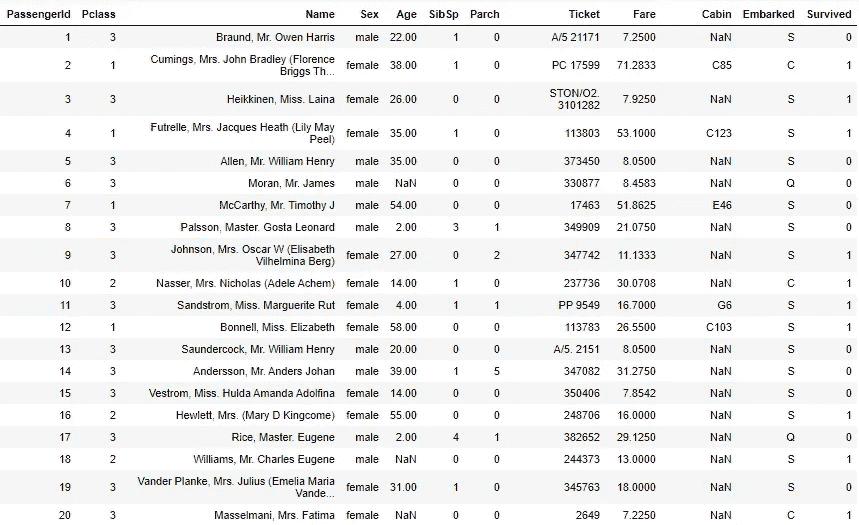 PassengerId Pclass Name Sex Age SibSp Parch Ticket Fare Cabin Embarked Survived
1 3 Braund, Mr. Owen Harris male 22.00 1 0 A/5 21171 7.2500 NaN S 0
2 1 Cumings, Mrs. John Bradley (Florence Briggs Th... female 38.00 1 0 PC 17599 71.2833 C85 C 1
3 3 Heikkinen, Miss. Laina female 26.00 0 0 STON/O2. 3101282 7.9250 NaN S 1
4 1 Futrelle, Mrs. Jacques Heath (Lily May Peel) female 35.00 1 0 113803 53.1000 C123 S 1
5 3 Allen, Mr. William Henry male 35.00 0 0 373450 8.0500 NaN S 0
6 3 Moran, Mr. James male NaN 0 0 330877 8.4583 NaN Q 0
7 1 McCarthy, Mr. Timothy J male 54.00 0 0 17463 51.8625 E46 S 0
8 3 Palsson, Master. Gosta Leonard male 2.00 3 1 349909 21.0750 NaN S 0
9 3 Johnson, Mrs. Oscar W (Elisabeth Vilhelmina Berg) female 27.00 0 2 347742 11.1333 NaN S 1
10 2 Nasser, Mrs. Nicholas (Adele Achem) female 14.00 1 0 237736 30.0708 NaN C 1
11 3 Sandstrom, Miss. Marguerite Rut female 4.00 1 1 PP 9549 16.7000 G6 S 1
12 1 Bonnell, Miss. Elizabeth female 58.00 0 0 113783 26.5500 C103 S 1
13 3 Saundercock, Mr. William Henry male 20.00 0 0 A/5. 2151 8.0500 NaN S 0
14 3 Andersson, Mr. Anders Johan male 39.00 1 5 347082 31.2750 NaN S 0
15 3 Vestrom, Miss. Hulda Amanda Adolfina female 14.00 0 0 350406 7.8542 NaN S 0
16 2 Hewlett, Mrs. (Mary D Kingcome) female 55.00 0 0 248706 16.0000 NaN S 1
17 3 Rice, Master. Eugene male 2.00 4 1 382652 29.1250 NaN Q 0
18 2 Williams, Mr. Charles Eugene male NaN 0 0 244373 13.0000 NaN S 1
19 3 Vander Planke, Mrs. Julius (Emelia Maria Vande... female 31.00 1 0 345763 18.0000 NaN S 0
20 3 Masselmani, Mrs. Fatima female NaN 0 0 2649 7.2250 NaN C 1